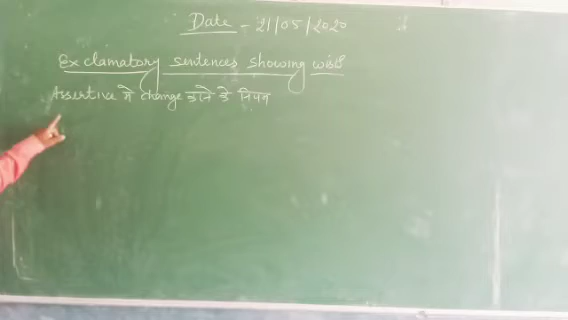 Date - 21/05/2020
Exclamatory sentences showing wish
Assertive मे change करने के नियम